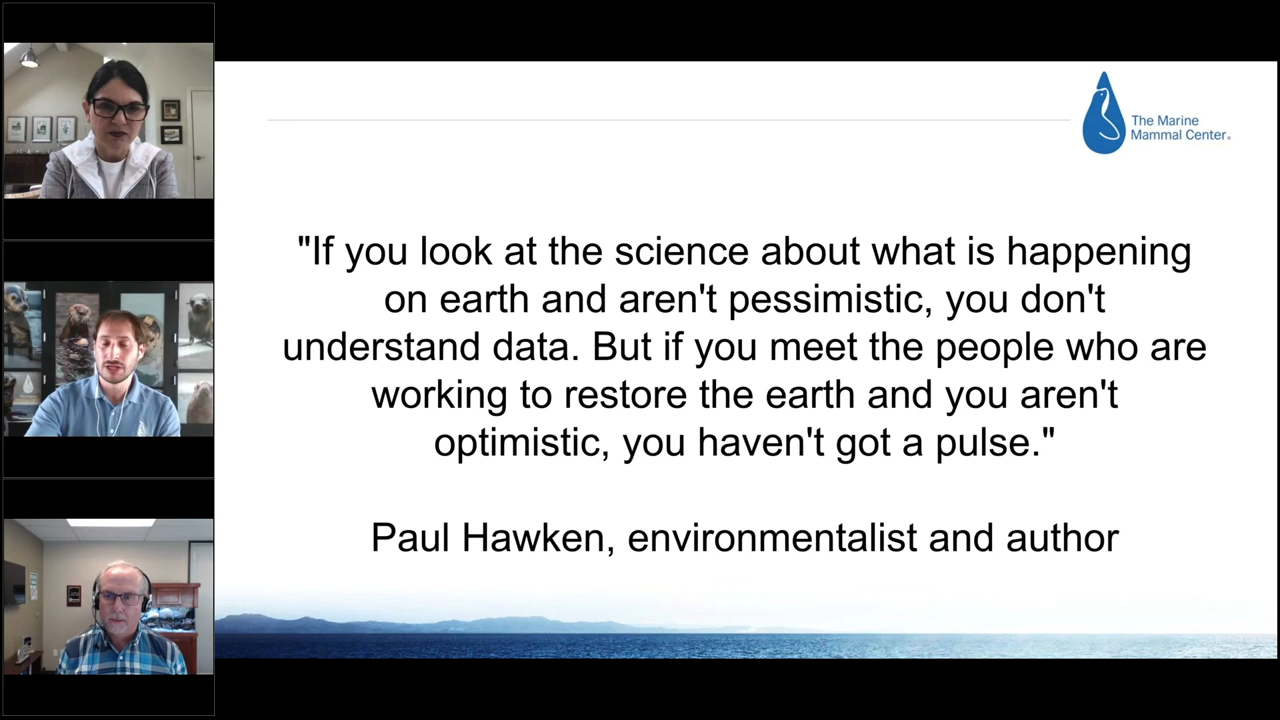 The Marine
Mammal Center®
"If you look at the science about what is happening
on earth and aren't pessimistic, you don't
understand data. But if you meet the people who are
working to restore the earth and you aren't
optimistic, you haven't got a pulse."
Paul Hawken, environmentalist and author